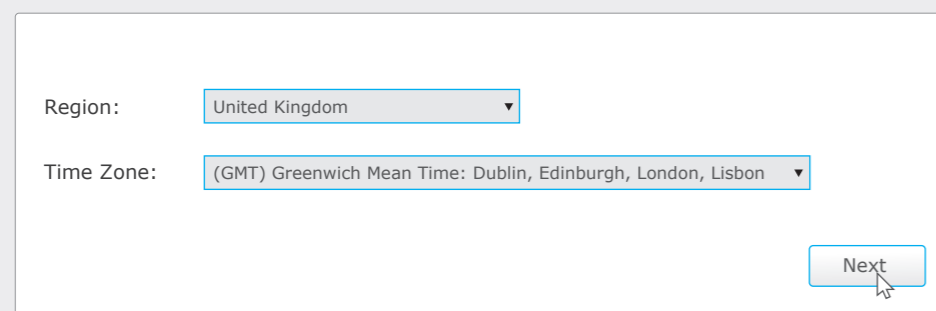 Region: United Kingdom
Time Zone: (GMT) Greenwich Mean Time: Dublin, Edinburgh, London, Lisbon
Next